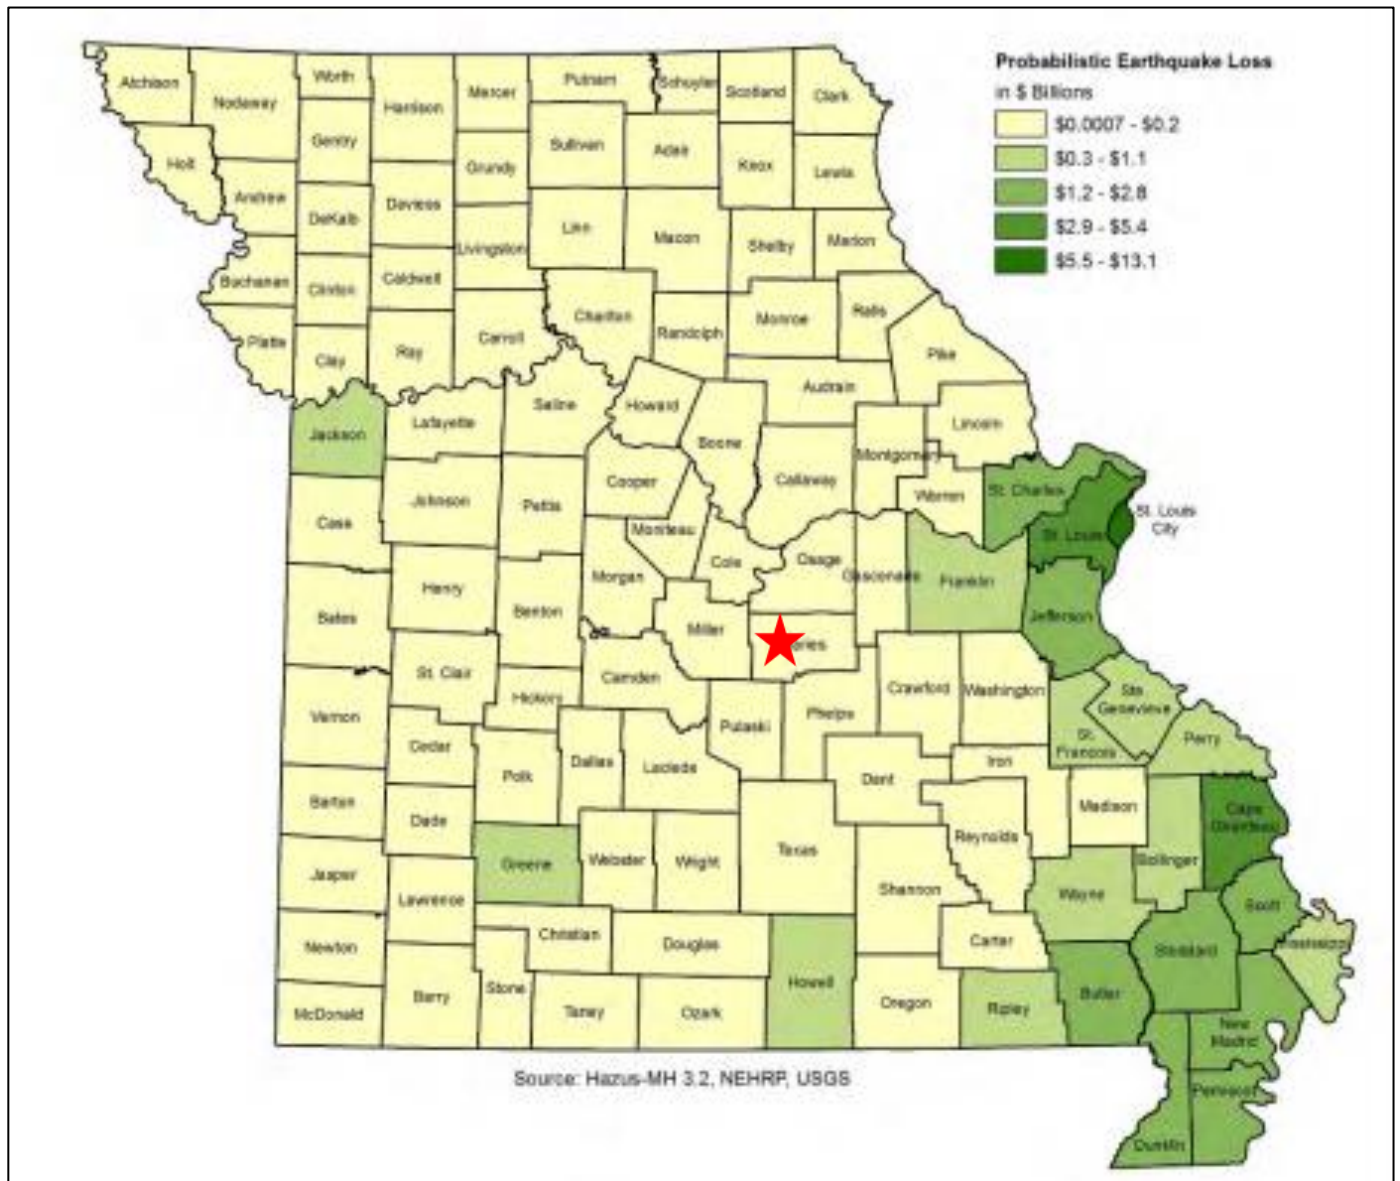 Probabilistic Earthquake Loss
in $ Billions
$0.0007 - $0.2
$0.3 - $1.1
$1.2 - $2.8
$2.9 - $5.4
$5.5 - $13.1
Atchison
Nodaway
Worth
Harrison
Mercer
Putnam
Schuyler
Scotland
Clark
Gentry
Sullivan
Adair
Knox
Lewis
Holt
Grundy
Andrew
DeKalb
Daviess
Linn
Macon
Shelby
Marion
Livingston
Buchanan
Clinton
Caldwell
Chariton
Randolph
Monroe
Ralls
Platte
Clay
Ray
Carroll
Pike
Audrain
Jackson
Lafayette
Saline
Howard
Boone
Lincoln
Callaway
Montgomery
Warren
St. Charles
St. Louis
St. Louis
City
Cass
Johnson
Pettis
Cooper
Moniteau
Cole
Osage
Gasconade
Franklin
Jefferson
Bates
Henry
Benton
Morgan
Miller
eries
St. Clair
Hickory
Camden
Pulaski
Phelps
Crawford
Washington
Ste
Genevieve
St.
Francois
Perry
Vernon
Cedar
Polk
Dallas
Laclede
Dent
Iron
Madison
Barton
Dade
Greene
Webster
Wright
Texas
Reynolds
Bollinger
Cape
Girardeau
Jasper
Lawrence
Shannon
Wayne
Scott
Mississippi
Newton
Christian
Douglas
Howell
Carter
Stoddard
McDonald
Barry
Stone
Taney
Ozark
Oregon
Ripley
Butler
New
Madrid
Pemiscot
Dunklin
Source: Hazus-MH 3.2, NEHRP, USGS